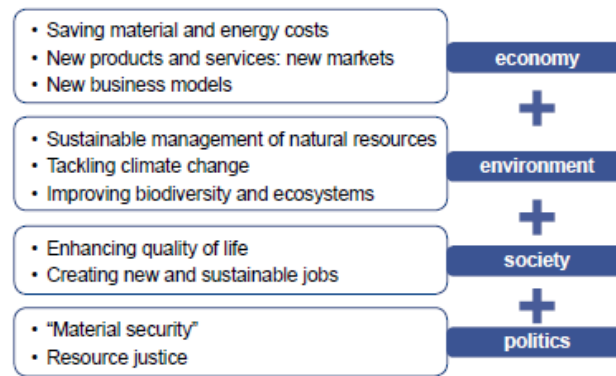 • Saving material and energy costs
• New products and services: new markets
• New business models
economy
+
• Sustainable management of natural resources
• Tackling climate change
• Improving biodiversity and ecosystems
environment
+
• Enhancing quality of life
• Creating new and sustainable jobs
society
+
• “Material security”
• Resource justice
politics